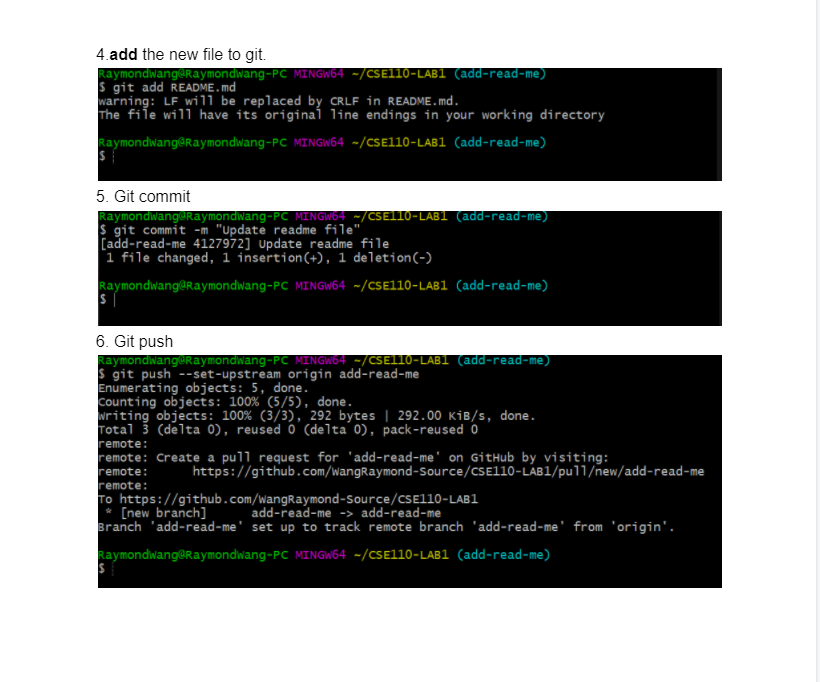 4.add the new file to git.
RaymondWang@RaymondWang-PC MINGW64 ~/CSE110-LAB1 (add-read-me)
$ git add README.md
warning: LF will be replaced by CRLF in README.md.
The file will have its original line endings in your working directory
RaymondWang@RaymondWang-PC MINGW64 ~/CSE110-LAB1 (add-read-me)
$
5. Git commit
RaymondWang@RaymondWang-PC MINGW64 ~/CSE110-LAB1 (add-read-me)
$ git commit -m "Update readme file"
[add-read-me 4127972] Update readme file
1 file changed, 1 insertion(+), 1 deletion(-)
RaymondWang@RaymondWang-PC MINGW64 ~/CSE110-LAB1 (add-read-me)
$
6. Git push
RaymondWang@RaymondWang-PC MINGW64 ~/CSE110-LAB1 (add-read-me)
$ git push --set-upstream origin add-read-me
Enumerating objects: 5, done.
Counting objects: 100% (5/5), done.
Writing objects: 100% (3/3), 292 bytes | 292.00 KiB/s, done.
Total 3 (delta 0), reused 0 (delta 0), pack-reused 0
remote:
remote: Create a pull request for 'add-read-me' on GitHub by visiting:
remote:      https://github.com/WangRaymond-Source/CSE110-LAB1/pull/new/add-read-me
remote:
To https://github.com/WangRaymond-Source/CSE110-LAB1
* [new branch]      add-read-me -> add-read-me
Branch 'add-read-me' set up to track remote branch 'add-read-me' from 'origin'.
RaymondWang@RaymondWang-PC MINGW64 ~/CSE110-LAB1 (add-read-me)
$